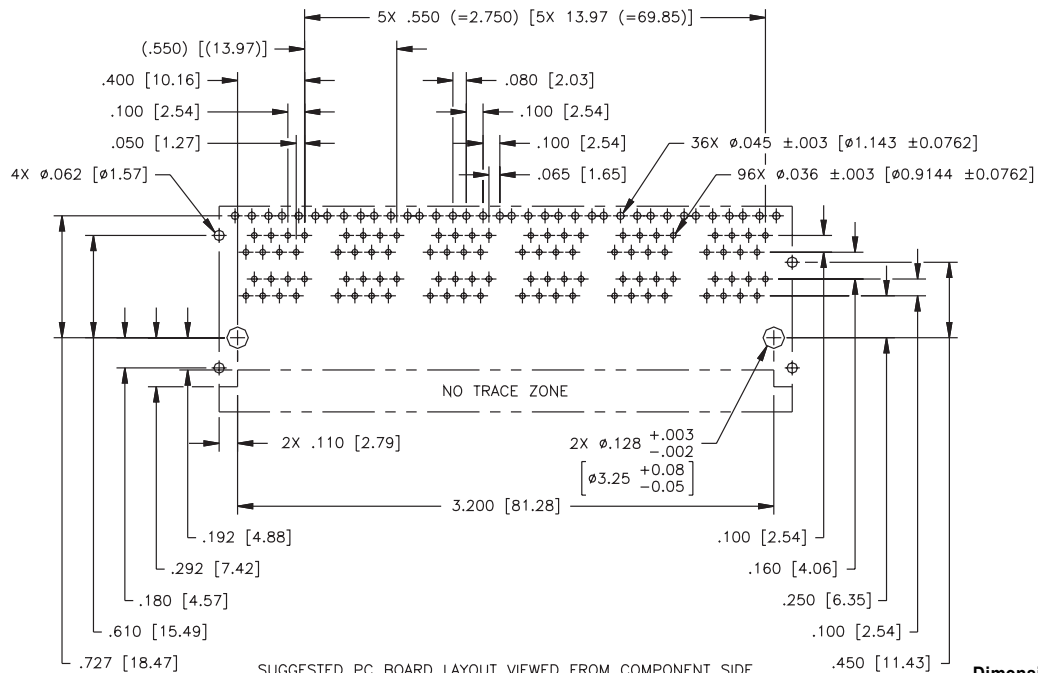 5X .550 (=2.750) [5X 13.97 (=69.85)]
(.550) [(13.97)]
.400 [10.16]
.080 [2.03]
.100 [2.54]
.100 [2.54]
.050 [1.27]
.100 [2.54]
36X ø.045 ±.003 [ø1.143 ±0.0762]
4X ø.062 [ø1.57]
.065 [1.65]
96X ø.036 ±.003 [ø0.9144 ±0.0762]
NO TRACE ZONE
2X .110 [2.79]
2X ø.128 +.003 -.002
[ø3.25 +0.08 -0.05]
3.200 [81.28]
.192 [4.88]
.100 [2.54]
.292 [7.42]
.160 [4.06]
.180 [4.57]
.250 [6.35]
.610 [15.49]
.100 [2.54]
.727 [18.47]
SUGGESTED PC BOARD LAYOUT VIEWED FROM COMPONENT SIDE
.450 [11.43]